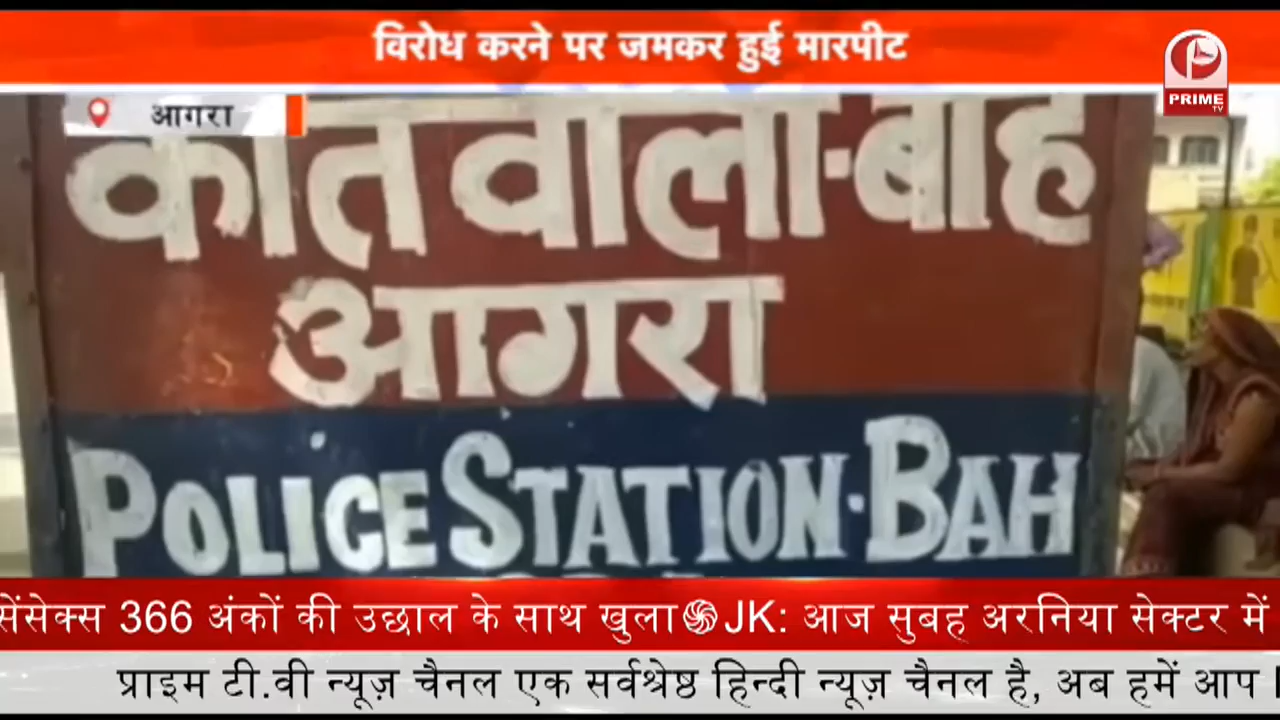 विरोध करने पर जमकर हुई मारपीट
PRIME
TV
आगरा
कोतवाली-बाह
आगरा
POLICE STATION-BAH
सेंसेक्स 366 अंकों की उछाल के साथ खुला JK: आज सुबह अरनिया सेक्टर में
प्राइम टी.वी न्यूज़ चैनल एक सर्वश्रेष्ठ हिन्दी न्यूज़ चैनल है, अब हमें आप